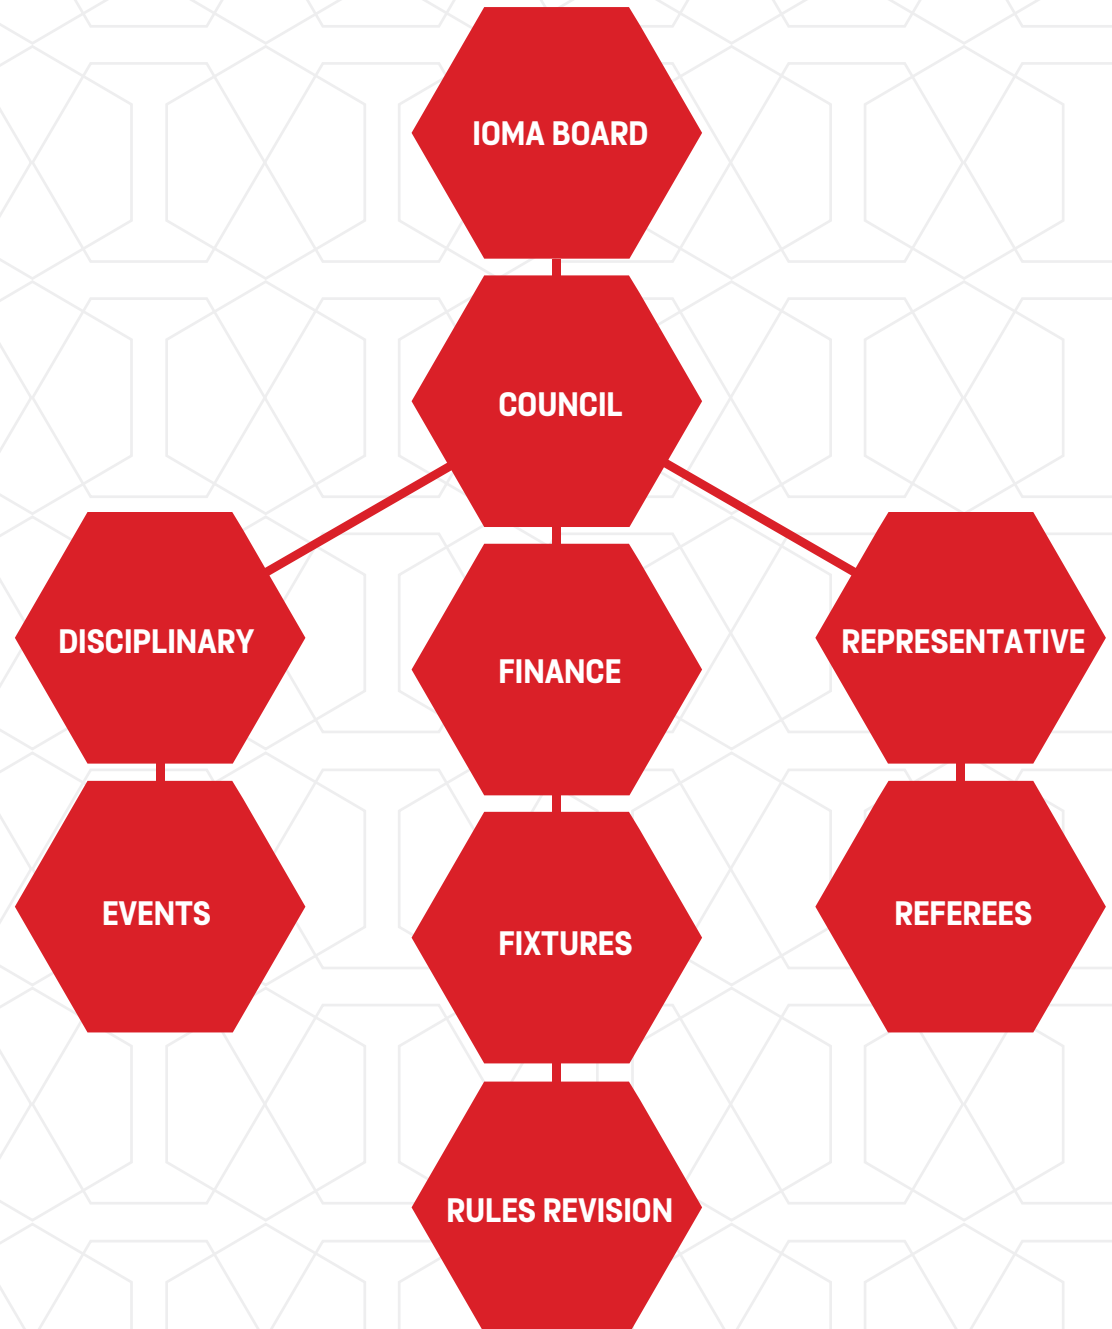 IOMA BOARD
COUNCIL
DISCIPLINARY
FINANCE
REPRESENTATIVE
EVENTS
FIXTURES
REFEREES
RULES REVISION